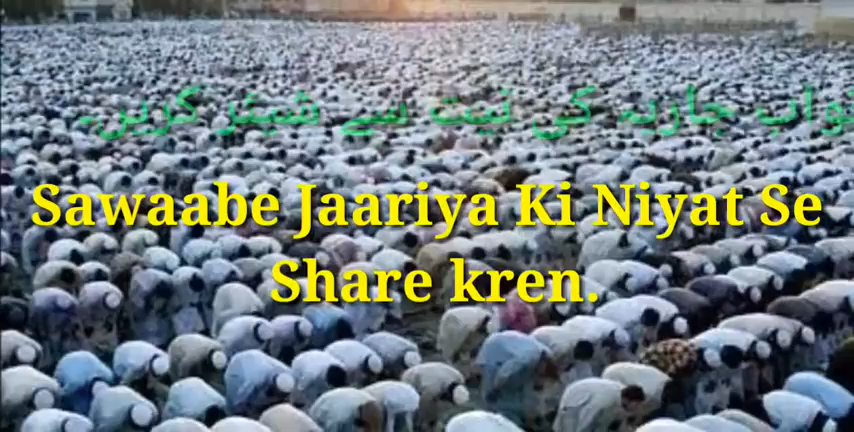 ثواب جاریہ کی نیت سے شیئر کریں۔
Sawaabe Jaariya Ki Niyat Se
Share kren.